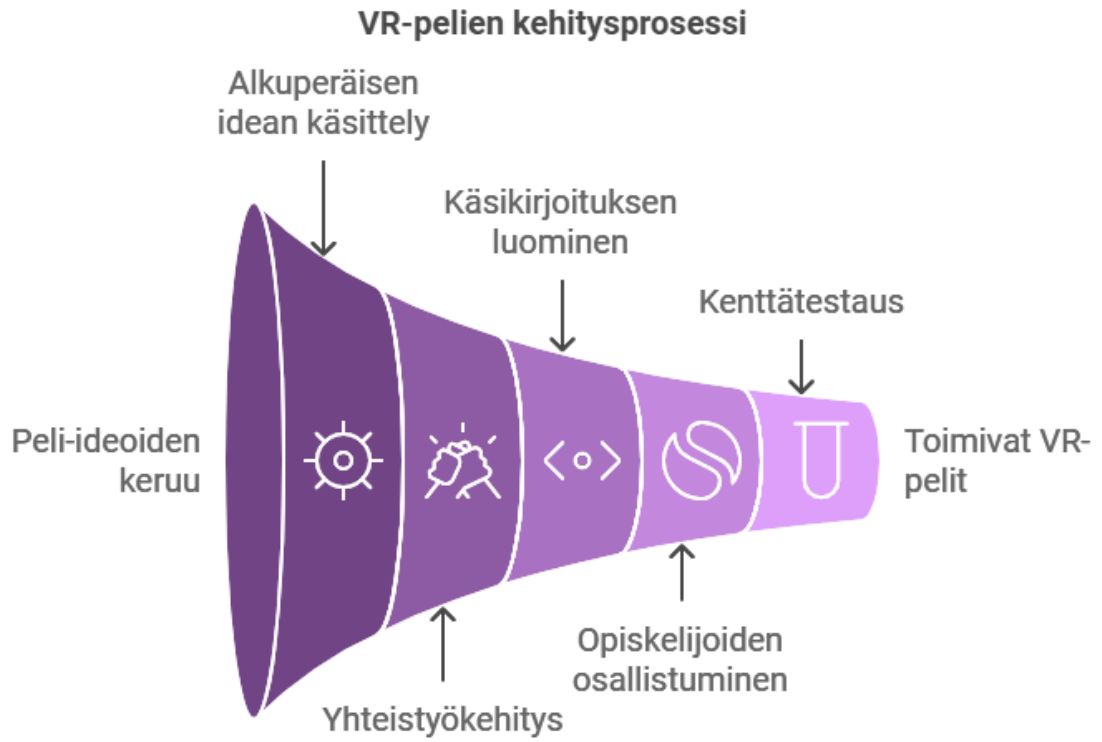 VR-pelien kehitysprosessi
Alkuperäisen
idean käsittely
Käsikirjoituksen
luominen
Kenttätestaus
Peli-ideoiden
keruu
Toimivat VR-
pelit
Opiskelijoiden
osallistuminen
Yhteistyökehitys